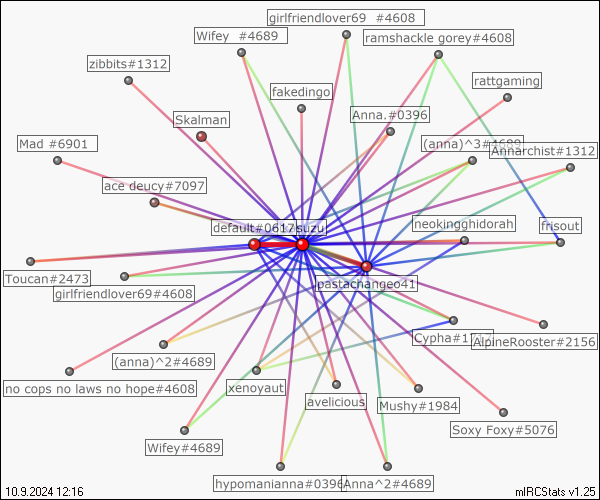 girlfriendlover69 #4608
Wifey #4689
ramshackle gorey#4608
zibbits#1312
rattgaming
fakedingo
Anna.#0396
Skalman
(anna)^3#4689
Mad #6901
Annarchist#1312
ace deucy#7097
default#0617
suzu
neokingghidorah
frisout
Toucan#2473
pastachangeo41
girlfriendlover69#4608
AlpineRooster#2156
(anna)^2#4689
no cops no laws no hope#4608
xenoyaut
avelicious
Mushy#1984
Soxy Foxy#5076
Wifey#4689
hypomanianna#0396
Anna^2#4689
10.9.2024 12:16
mIRCStats v1.25